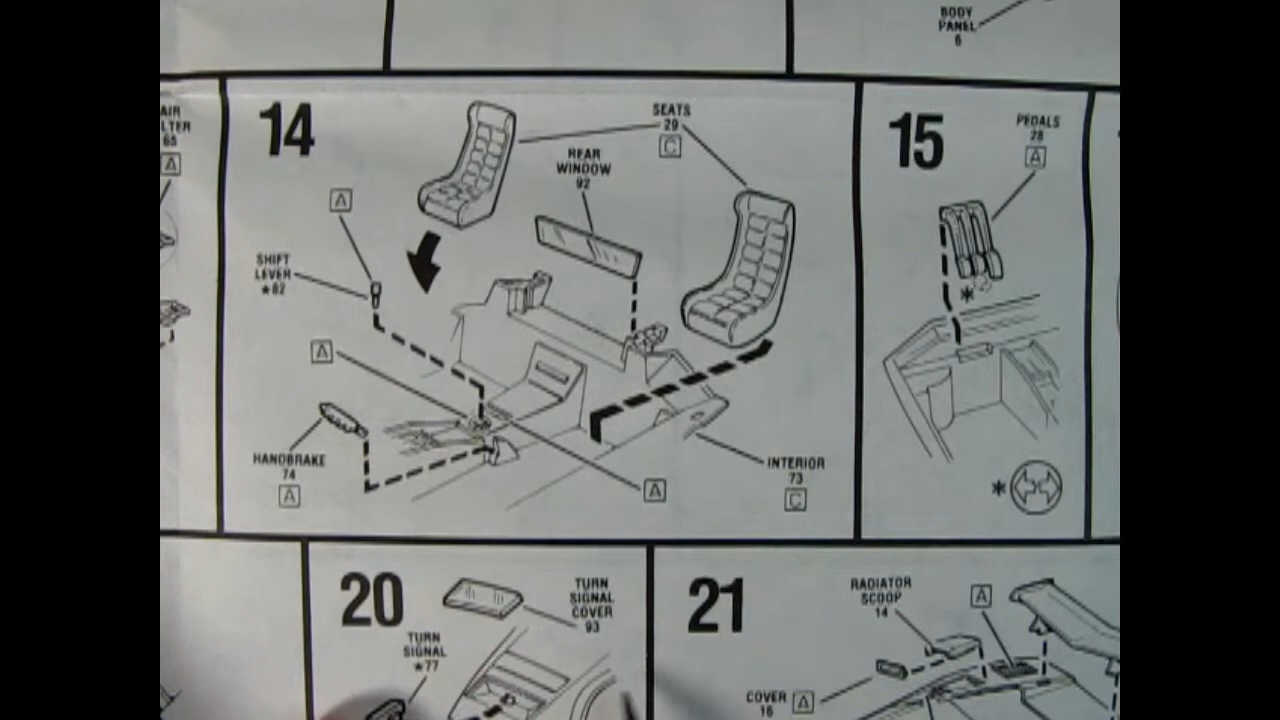 BODY
PANEL
6
AIR
LTER
65
A
14
SEATS
29
C
REAR
WINDOW
92
A
SHIFT
LEVER
★82
A
HANDBRAKE
74
A
INTERIOR
73
C
A
15
PEDALS
28
A
*
*
20
TURN
SIGNAL
COVER
93
TURN
SIGNAL
★77
21
RADIATOR
SCOOP
14
A
COVER
16
A